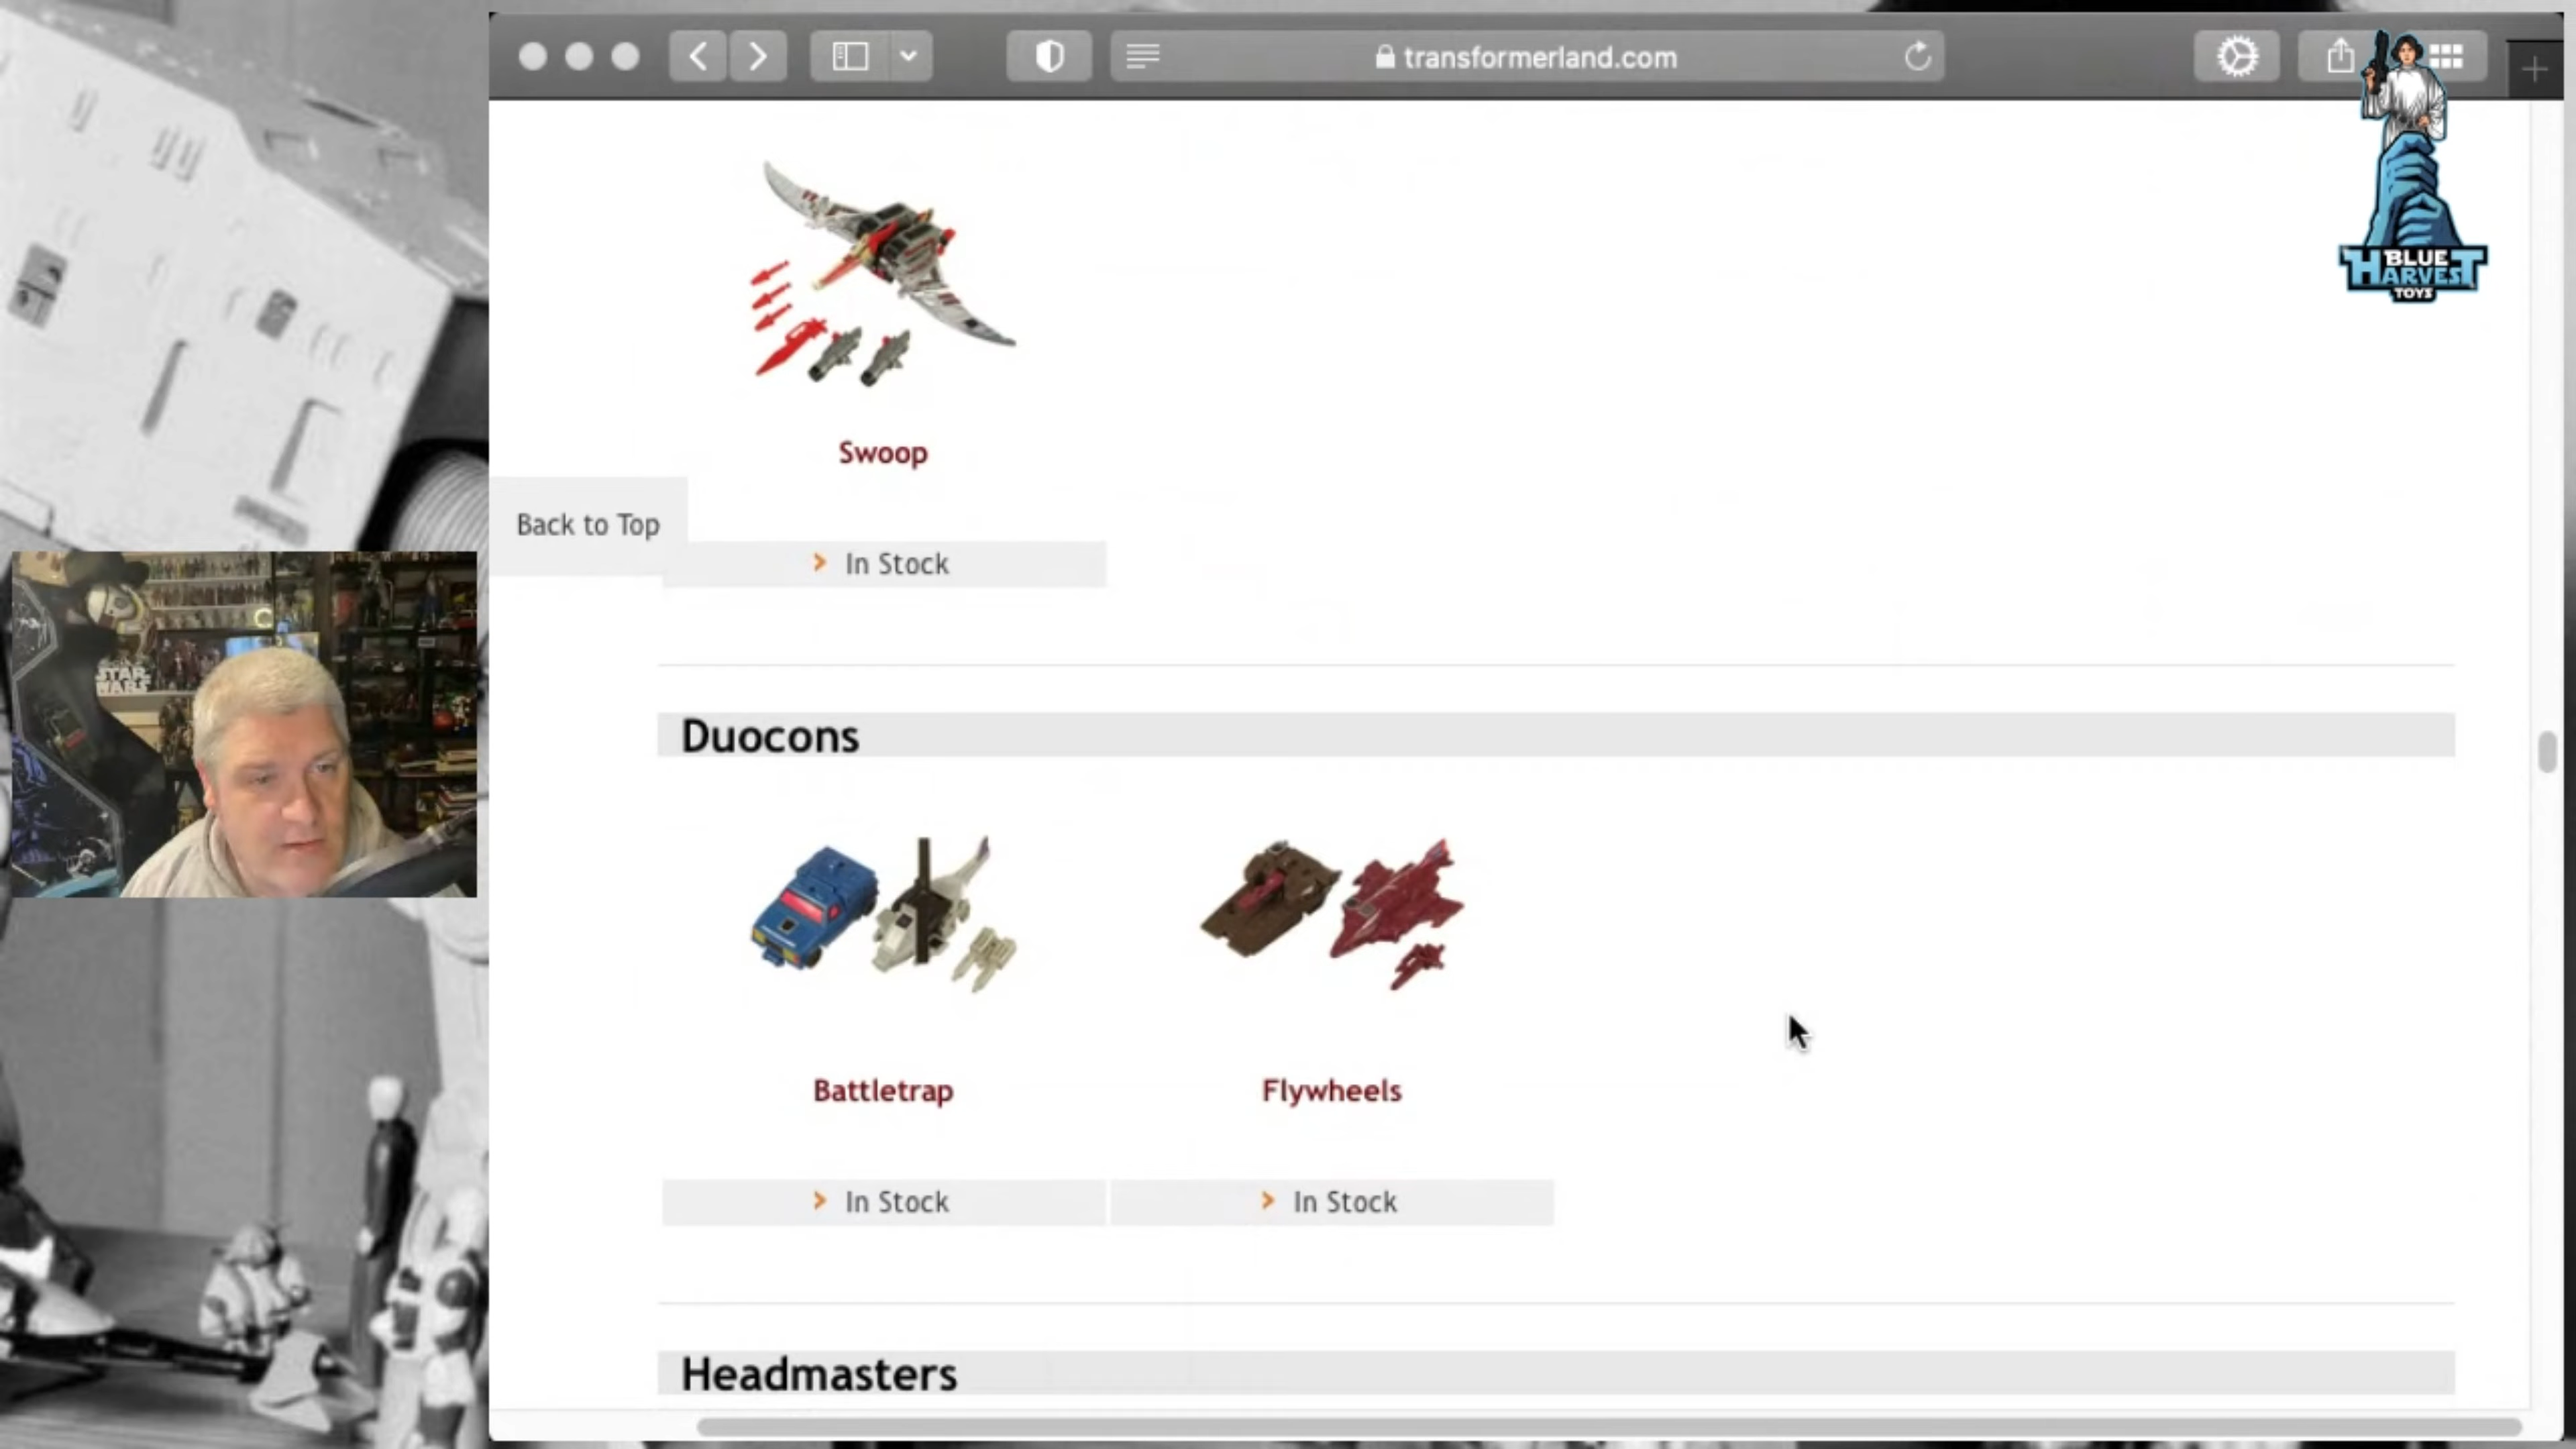 transformerland.com
BLUE
HARVEST
TOYS
Swoop
Back to Top
In Stock
STAR
WARS
Duocons
Battletrap
Flywheels
In Stock
In Stock
Headmasters